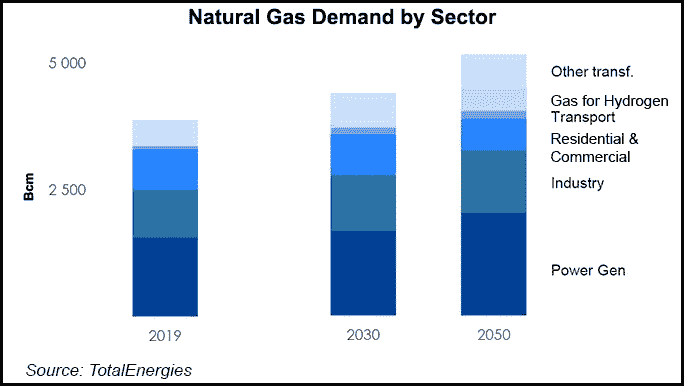 Natural Gas Demand by Sector
5 000
2 500
Bcm
Other transf.
Gas for Hydrogen
Transport
Residential &
Commercial
Industry
Power Gen
2019
2030
2050
Source: TotalEnergies